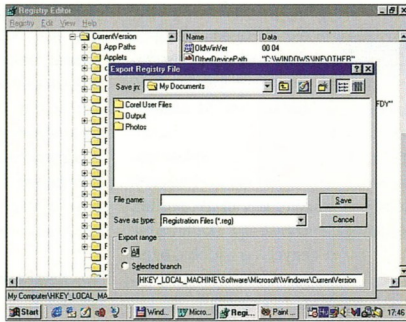 Registry Editor
Registry Edit View Help
CurrentVersion
App Paths
Applets
Name
Data
OldWinVer
00 04
OtherDevicePath
"C:\WINDOWS\INF\OTHER"
FDY"
Export Registry File
Save in: My Documents
Corel User Files
Output
Photos
File name:
Save
Save as type: Registration Files (*.reg)
Cancel
Export range
All
Selected branch
HKEY_LOCAL_MACHINE\Software\Microsoft\Windows\CurrentVersion
My Computer\HKEY_LOCAL_MA
Start
Wind...
Micro...
Regi...
Paint ...
17:46